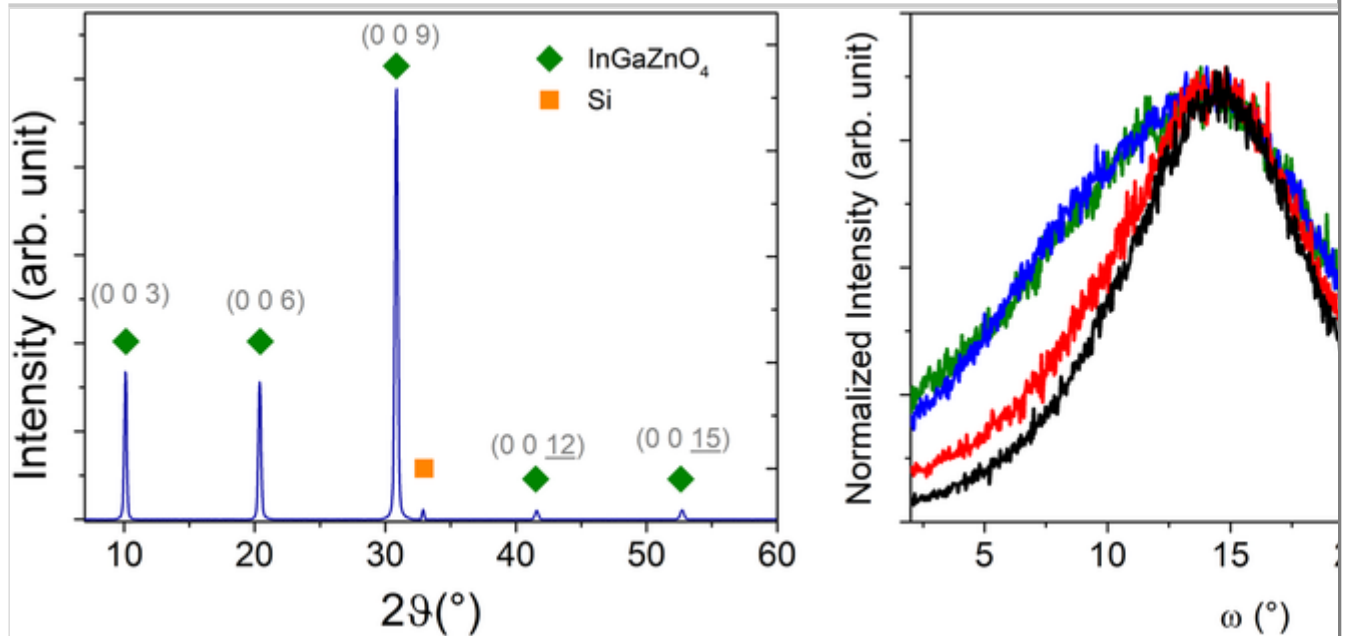 (0 0 9)
InGaZnO₄
Si
(0 0 3)
(0 0 6)
(0 0 12)
(0 0 15)
Intensity (arb. unit)
10 20 30 40 50 60
2ϑ(°)
Normalized Intensity (arb. unit)
5 10 15
ω (°)